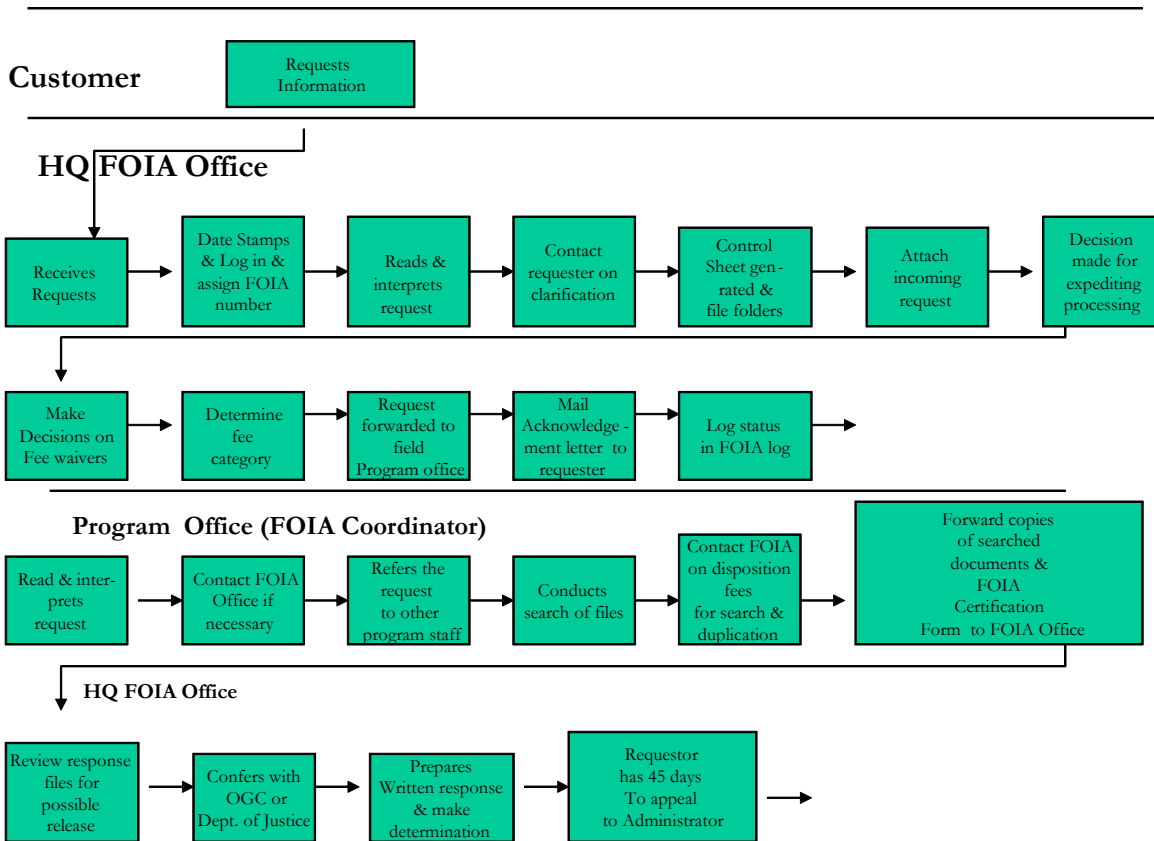 Customer
Requests
Information
HQ FOIA Office
Receives
Requests
Date Stamps
& Log in &
assign FOIA
number
Reads &
interprets
request
Contact
requester on
clarification
Control
Sheet gen-
rated &
file folders
Attach
incoming
request
Decision
made for
expediting
processing
Make
Decisions on
Fee waivers
Determine
fee
category
Request
forwarded to
field
Program office
Mail
Acknowledge -
ment letter to
requester
Log status
in FOIA log
Program Office (FOIA Coordinator)
Read & inter-
prets
request
Contact FOIA
Office if
necessary
Refers the
request
to other
program staff
Conducts
search of files
Contact FOIA
on disposition
fees
for search &
duplication
Forward copies
of searched
documents &
FOIA
Certification
Form to FOIA Office
HQ FOIA Office
Review response
files for
possible
release
Confers with
OGC or
Dept. of Justice
Prepares
Written response
& make
determination
Requestor
has 45 days
To appeal
to Administrator